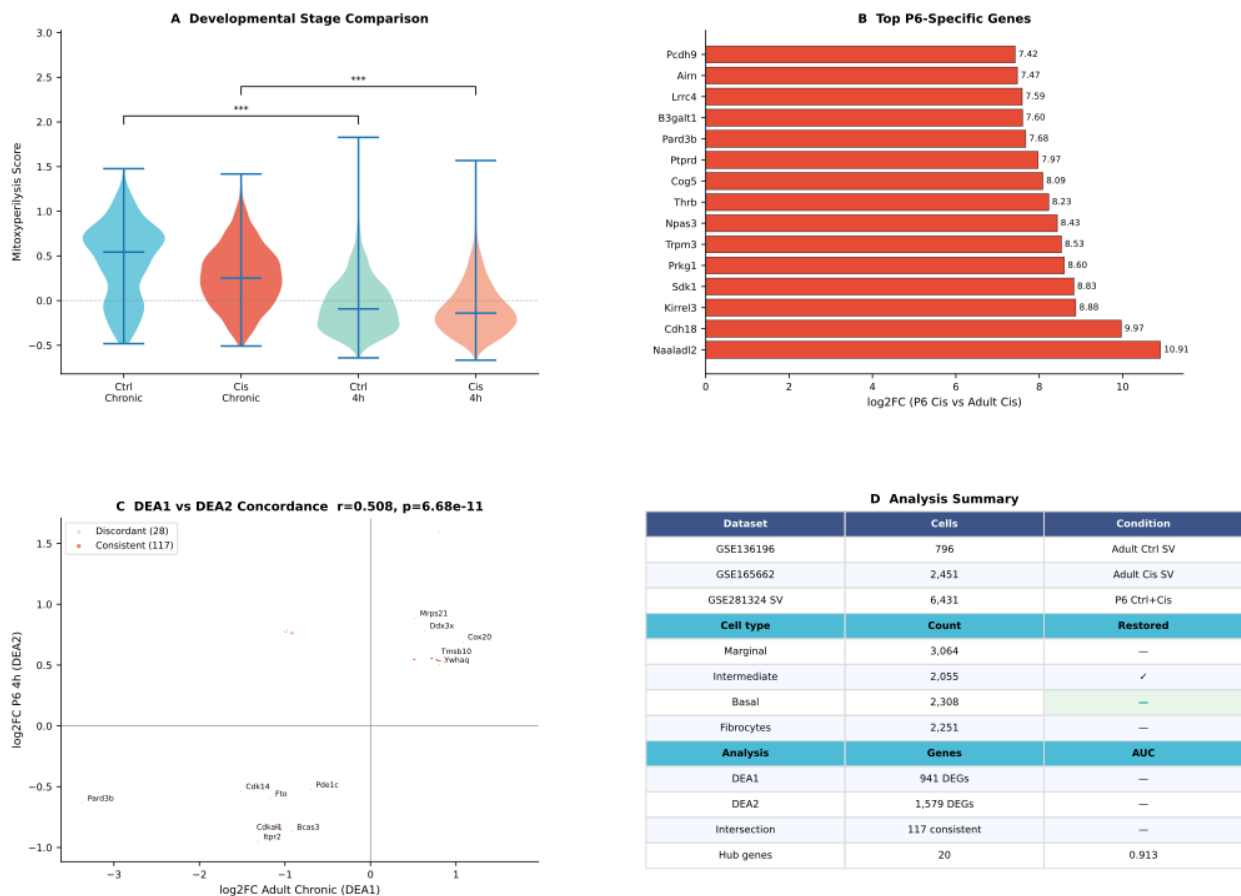 A Developmental Stage Comparison
3.0
2.5
2.0
1.5
1.0
0.5
0.0
−0.5
Mitoxyperilysis Score
***
***
Ctrl
Chronic
Cis
Chronic
Ctrl
4h
Cis
4h
B Top P6-Specific Genes
Pcdh9 7.42
Airn 7.47
Lrrc4 7.59
B3galt1 7.60
Pard3b 7.68
Ptprd 7.97
Cog5 8.09
Thrb 8.23
Npas3 8.43
Trpm3 8.53
Prkg1 8.60
Sdk1 8.83
Kirrel3 8.88
Cdh18 9.97
Naaladl2 10.91
0 2 4 6 8 10
log2FC (P6 Cis vs Adult Cis)
C DEA1 vs DEA2 Concordance r=0.508, p=6.68e-11
Discordant (28)
Consistent (117)
1.5
1.0
0.5
0.0
−0.5
−1.0
log2FC P6 4h (DEA2)
Mrps21
Ddx3x
Cox20
Tmsb10
Ywhaq
Pard3b
Cdk14
Fto
Pde1c
Cdkal1
Bcas3
Itpr2
−3 −2 −1 0 1
log2FC Adult Chronic (DEA1)
D Analysis Summary
Dataset Cells Condition
GSE136196 796 Adult Ctrl SV
GSE165662 2,451 Adult Cis SV
GSE281324 SV 6,431 P6 Ctrl+Cis
Cell type Count Restored
Marginal 3,064 —
Intermediate 2,055 ✓
Basal 2,308 —
Fibrocytes 2,251 —
Analysis Genes AUC
DEA1 941 DEGs —
DEA2 1,579 DEGs —
Intersection 117 consistent —
Hub genes 20 0.913